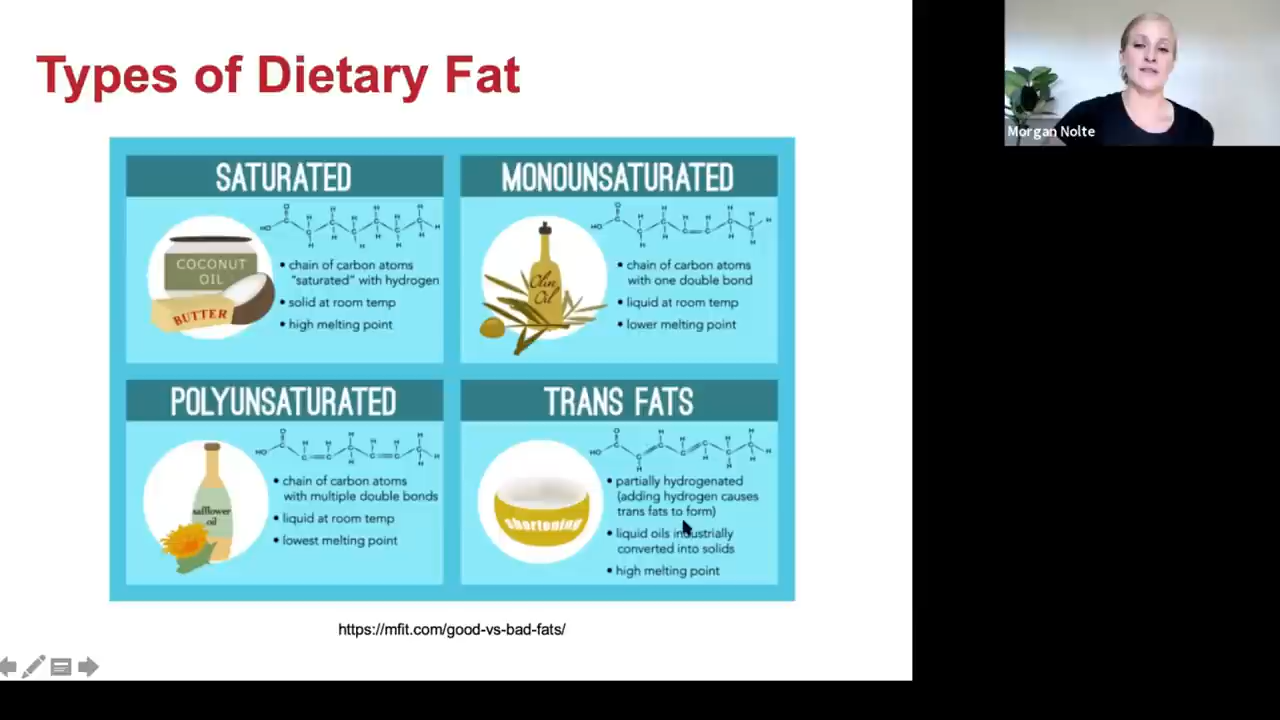 Types of Dietary Fat
SATURATED
COCONUT
OIL
BUTTER
• chain of carbon atoms
"saturated" with hydrogen
• solid at room temp
• high melting point
MONOUNSATURATED
Oil
• chain of carbon atoms
with one double bond
• liquid at room temp
• lower melting point
POLYUNSATURATED
safflower
oil
• chain of carbon atoms
with multiple double bonds
• liquid at room temp
• lowest melting point
TRANS FATS
shortening
• partially hydrogenated
(adding hydrogen causes
trans fats to form)
• liquid oils industrially
converted into solids
• high melting point
https://mfit.com/good-vs-bad-fats/
Morgan Nolte